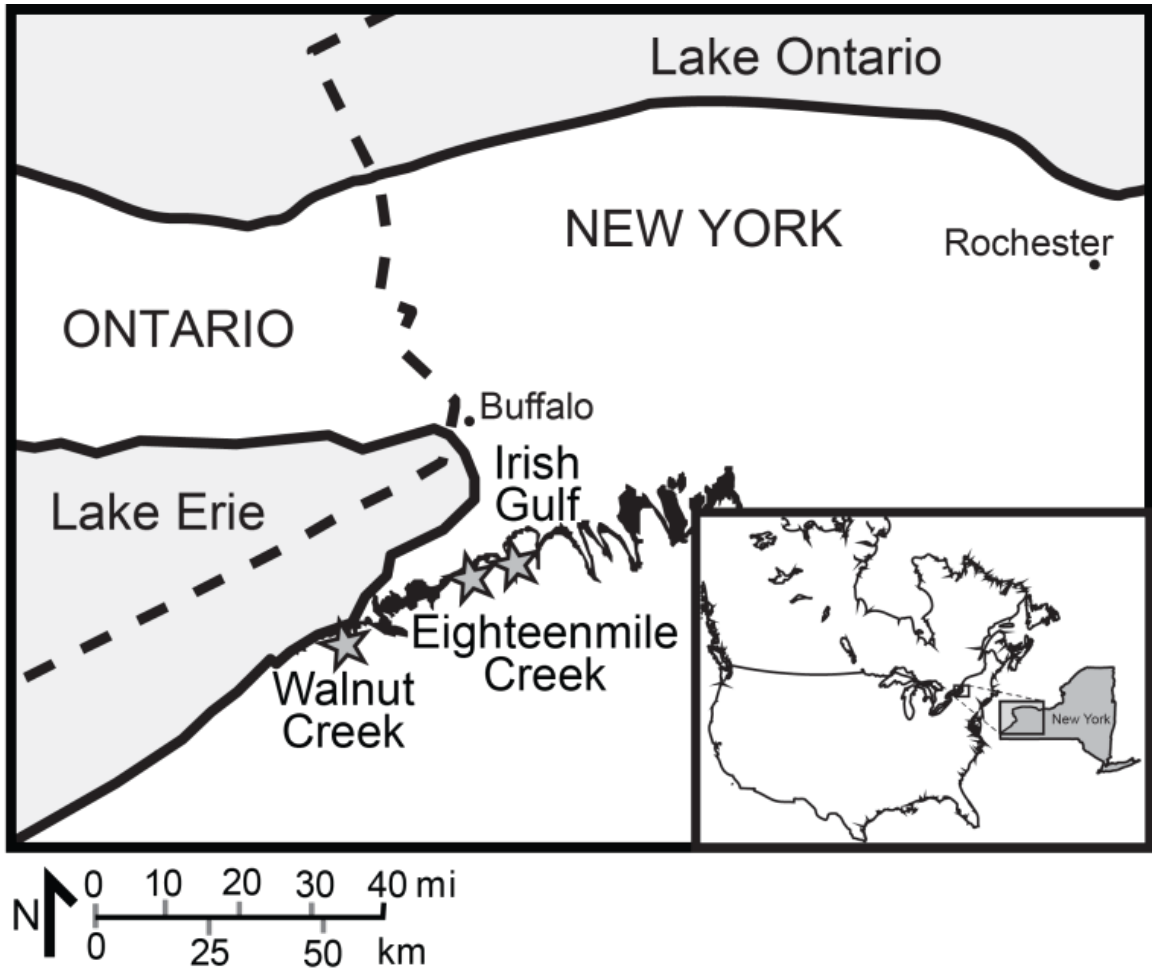 Lake Ontario
NEW YORK
Rochester
ONTARIO
Buffalo
Irish
Gulf
Lake Erie
Eighteenmile
Creek
Walnut
Creek
New York
N
0 10 20 30 40 mi
0 25 50 km